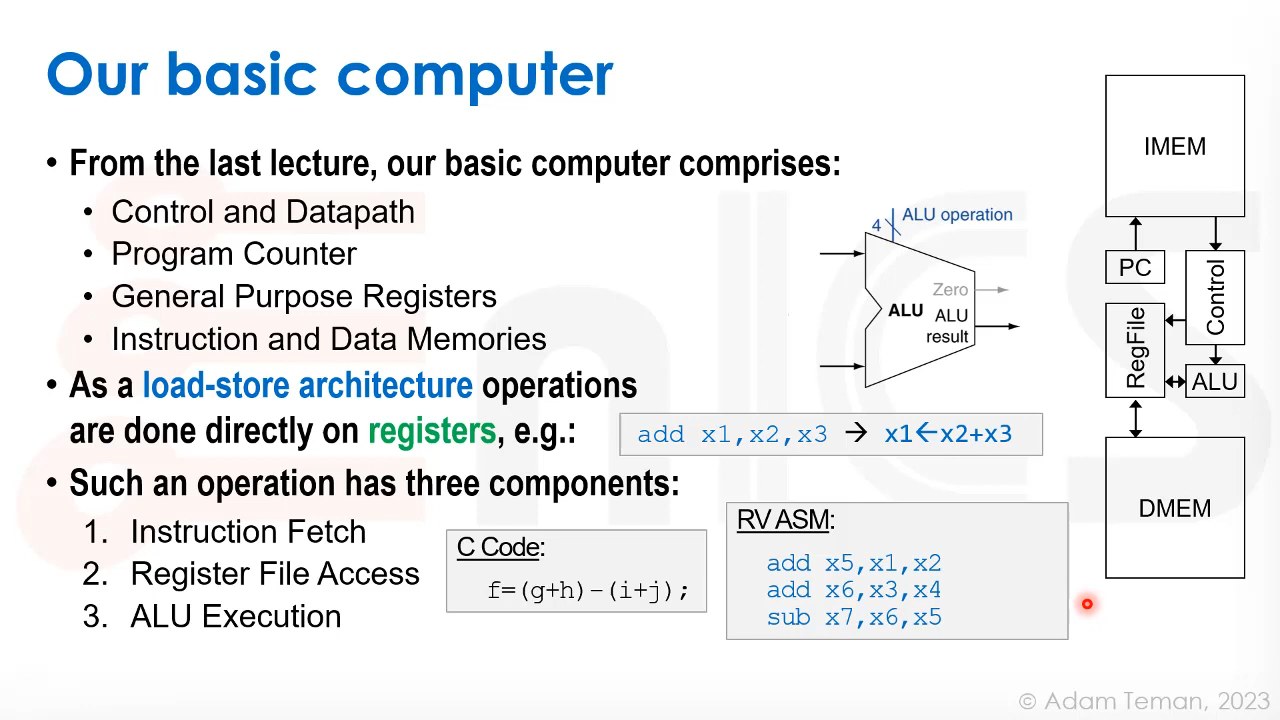 Our basic computer
• From the last lecture, our basic computer comprises:
• Control and Datapath
• Program Counter
• General Purpose Registers
• Instruction and Data Memories
• As a load-store architecture operations
are done directly on registers, e.g.:
add x1,x2,x3 → x1←x2+x3
• Such an operation has three components:
1. Instruction Fetch
2. Register File Access
3. ALU Execution
C Code:
f=(g+h)-(i+j);
RV ASM:
add x5,x1,x2
add x6,x3,x4
sub x7,x6,x5
4
ALU operation
Zero
ALU
ALU
result
IMEM
PC
Control
RegFile
ALU
DMEM
EnICS
© Adam Teman, 2023